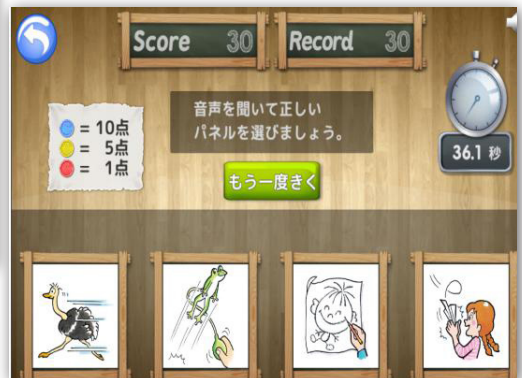 Score 30
Record 30
音声を聞いて正しい
パネルを選びましょう。
= 10点
= 5点
= 1点
36.1 秒
もう一度きく